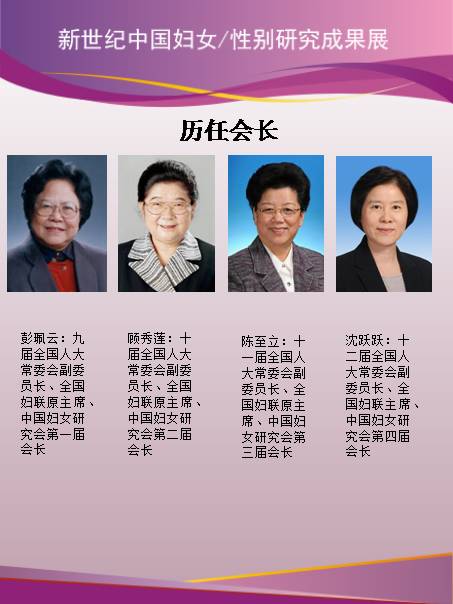 新世纪中国妇女/性别研究成果展
历任会长
彭珮云：九
届全国人大
常委会副委
员长、全国
妇联原主席、
中国妇女研
究会第一届
会长
顾秀莲：十
届全国人大
常委会副委
员长、全国
妇联原主席、
中国妇女研
究会第二届
会长
陈至立：十
一届全国人
大常委会副
委员长、全
国妇联原主
席、中国妇
女研究会第
三届会长
沈跃跃：十
二届全国人
大常委会副
委员长、全
国妇联主席、
中国妇女研
究会第四届
会长